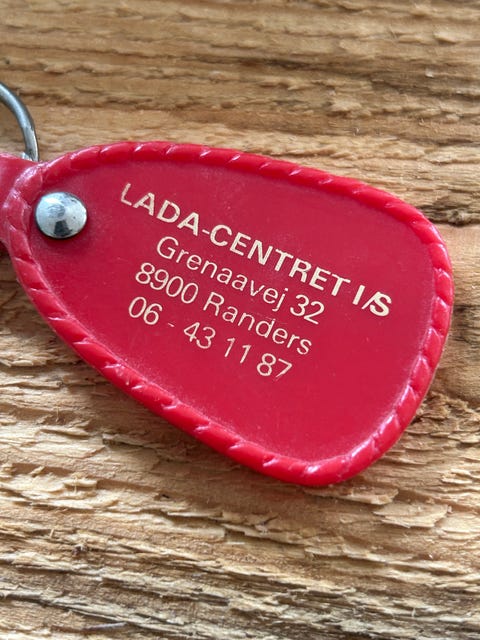 LADA-CENTRET I/S
Grenaavej 32
8900 Randers
06 - 43 11 87